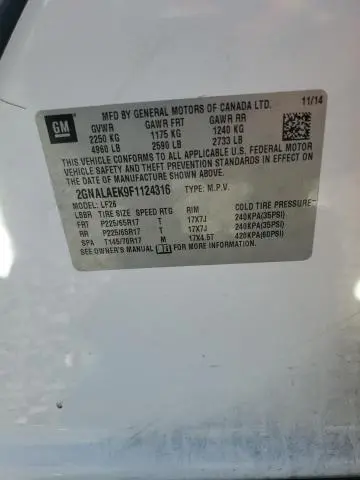 MFD BY GENERAL MOTORS OF CANADA LTD. 11/14
GM GVWR GAWR FRT GAWR RR
2250 KG 1175 KG 1240 KG
4960 LB 2590 LB 2733 LB
THIS VEHICLE CONFORMS TO ALL APPLICABLE U.S. FEDERAL MOTOR
VEHICLE SAFETY AND THEFT PREVENTION STANDARDS IN EFFECT ON
THE DATE OF MANUFACTURE SHOWN ABOVE.
2GNALAEK9F1124316 TYPE: M.P.V.
MODEL: LF26
LSBR TIRE SIZE SPEED RTG RIM COLD TIRE PRESSURE
FRT P225/65R17 T 17X7J 240KPA(35PSI)
RR P225/65R17 T 17X7J 240KPA(35PSI)
SPA T145/70R17 M 17X4.5T 420KPA(60PSI)
SEE OWNER'S MANUAL FOR ADDITIONAL INFORMATION